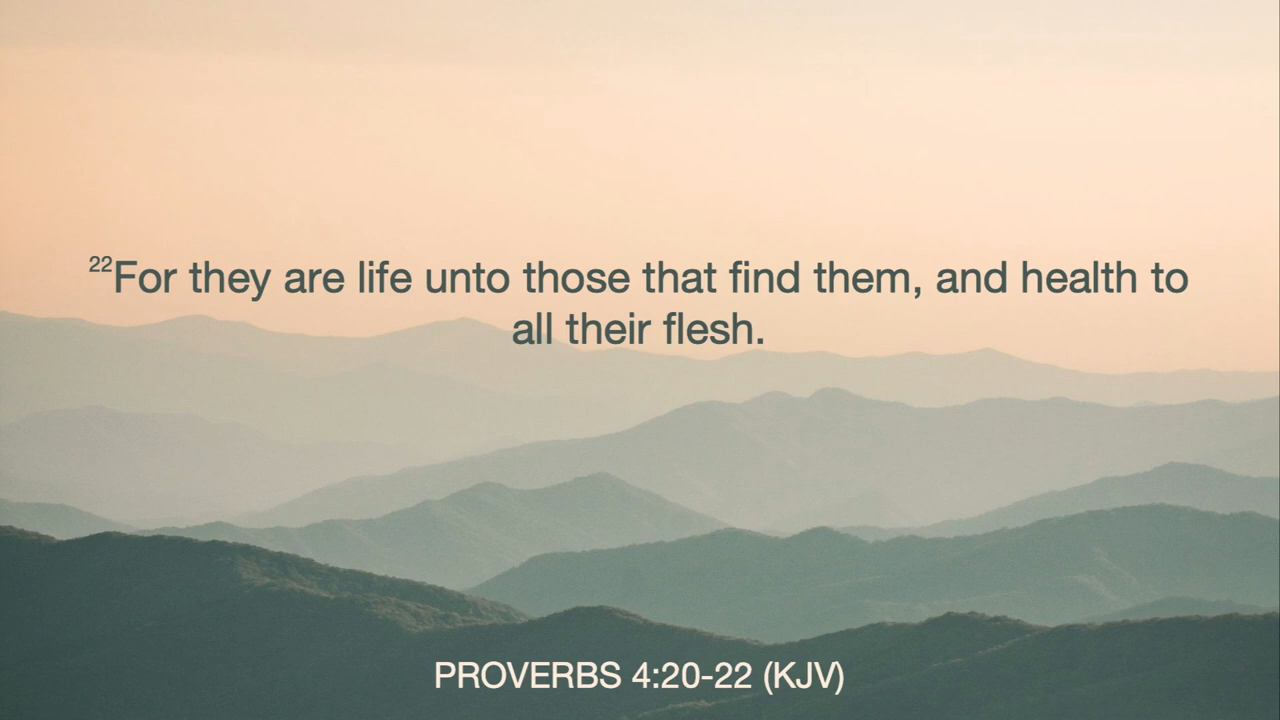 ²²For they are life unto those that find them, and health to
all their flesh.
PROVERBS 4:20-22 (KJV)